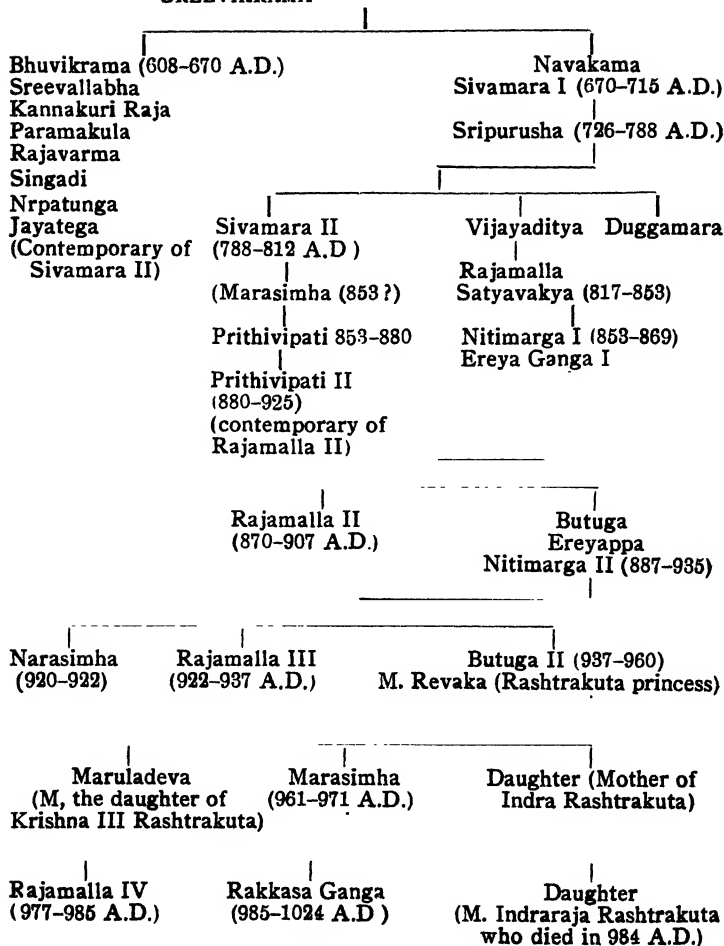 SREEVIKRAMA
Bhuvikrama (608–670 A.D.)
Sreevallabha
Kannakuri Raja
Paramakula
Rajavarma
Singadi
Nrpatunga
Jayatega
(Contemporary of
Sivamara II)
Navakama
Sivamara I (670–715 A.D.)
Sripurusha (726–788 A.D.)
Sivamara II
(788–812 A.D )
(Marasimha (853 ?)
Prithivipati 853–880
Prithivipati II
(880–925)
(contemporary of
Rajamalla II)
Vijayaditya
Rajamalla
Satyavakya (817–853)
Nitimarga I (853–869)
Ereya Ganga I
Duggamara
Rajamalla II
(870–907 A.D.)
Butuga
Ereyappa
Nitimarga II (887–935)
Narasimha
(920–922)
Rajamalla III
(922–937 A.D.)
Butuga II (937–960)
M. Revaka (Rashtrakuta princess)
Maruladeva
(M, the daughter of
Krishna III Rashtrakuta)
Marasimha
(961–971 A.D.)
Daughter (Mother of
Indra Rashtrakuta)
Rajamalla IV
(977–985 A.D.)
Rakkasa Ganga
(985–1024 A.D )
Daughter
(M. Indraraja Rashtrakuta
who died in 984 A.D.)